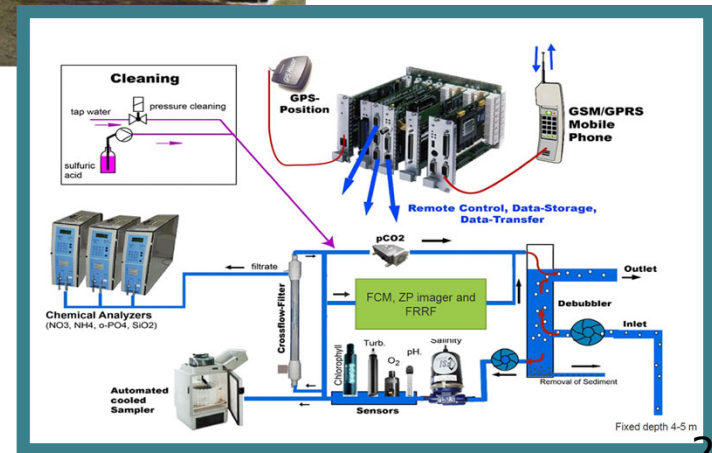 Cleaning
tap water
pressure cleaning
sulfuric
acid
GPS-
Position
GSM/GPRS
Mobile
Phone
Remote Control, Data-Storage,
Data-Transfer
pCO2
filtrate
Chemical Analyzers
(NO3, NH4, o-PO4, SiO2)
Crossflow-Filter
FCM, ZP imager and
FRRF
Outlet
Debubbler
Inlet
Removal of Sediment
Chlorophyll
Turb.
O2
pH.
Salinity
Sensors
Automated
cooled
Sampler
Fixed depth 4-5 m
2